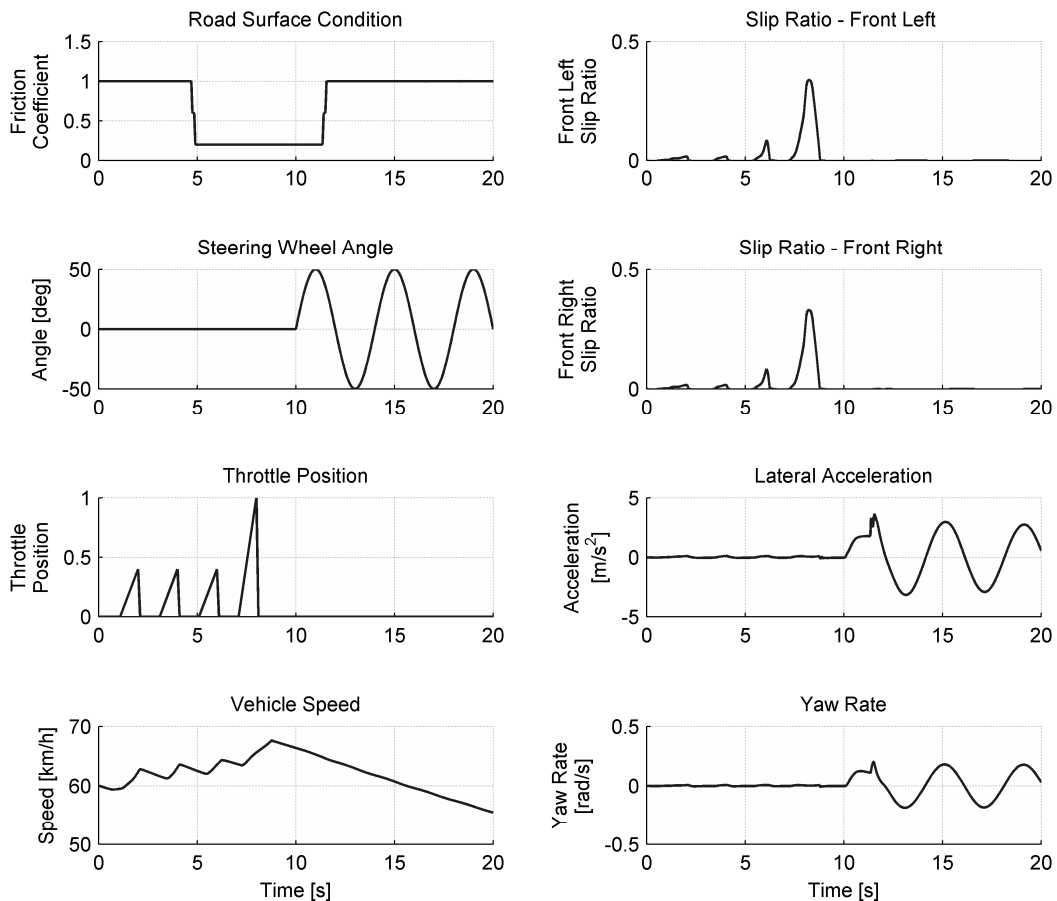 Road Surface Condition
Friction
Coefficient
1.5
1
0.5
0
0 5 10 15 20
Slip Ratio - Front Left
Front Left
Slip Ratio
0.5
0
0 5 10 15 20
Steering Wheel Angle
Angle [deg]
50
0
-50
0 5 10 15 20
Slip Ratio - Front Right
Front Right
Slip Ratio
0.5
0
0 5 10 15 20
Throttle Position
Throttle
Position
1
0.5
0
0 5 10 15 20
Lateral Acceleration
Acceleration
[m/s²]
5
0
-5
0 5 10 15 20
Vehicle Speed
Speed [km/h]
70
60
50
0 5 10 15 20
Time [s]
Yaw Rate
Yaw Rate
[rad/s]
0.5
0
-0.5
0 5 10 15 20
Time [s]